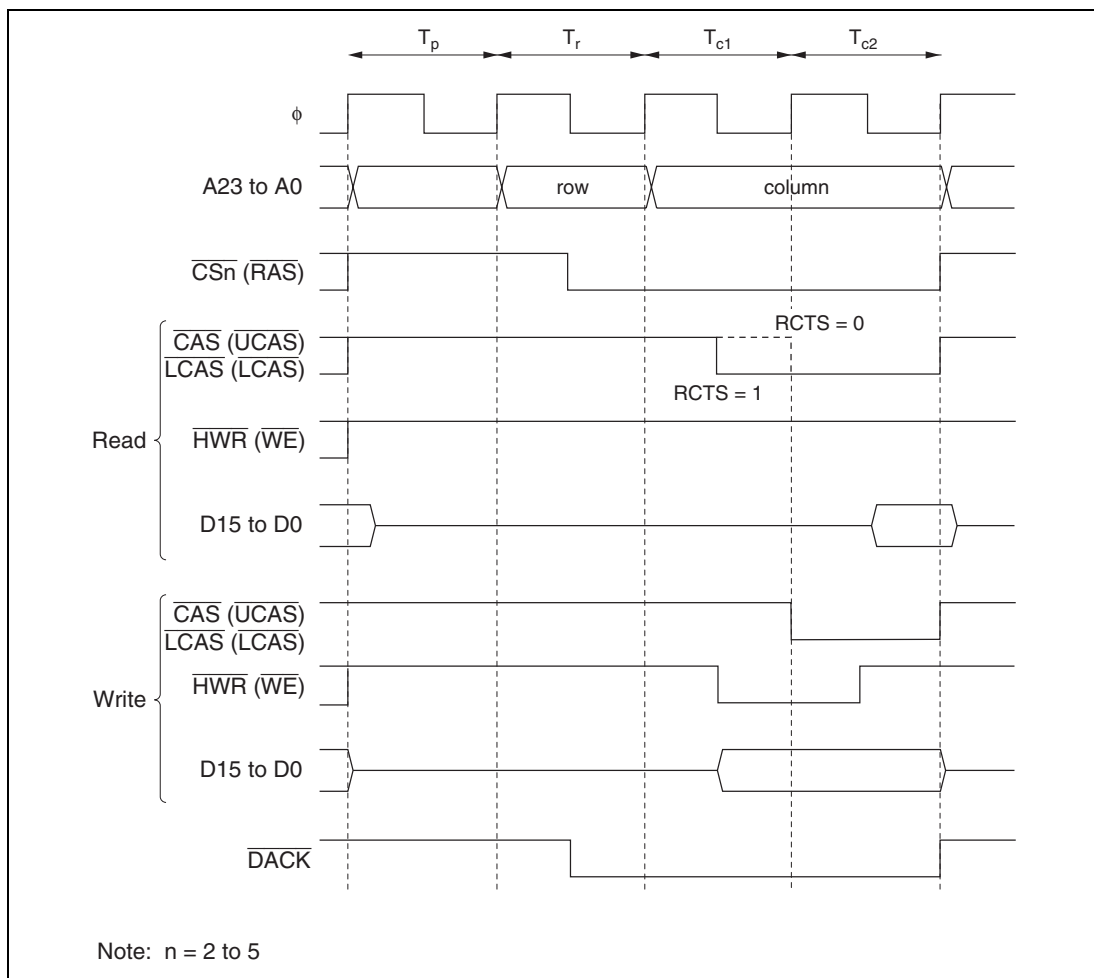 Tp Tr Tc1 Tc2
φ
A23 to A0
row
column
CSn (RAS)
RCTS = 0
CAS (UCAS)
LCAS (LCAS)
RCTS = 1
Read
HWR (WE)
D15 to D0
CAS (UCAS)
LCAS (LCAS)
HWR (WE)
Write
D15 to D0
DACK
Note: n = 2 to 5